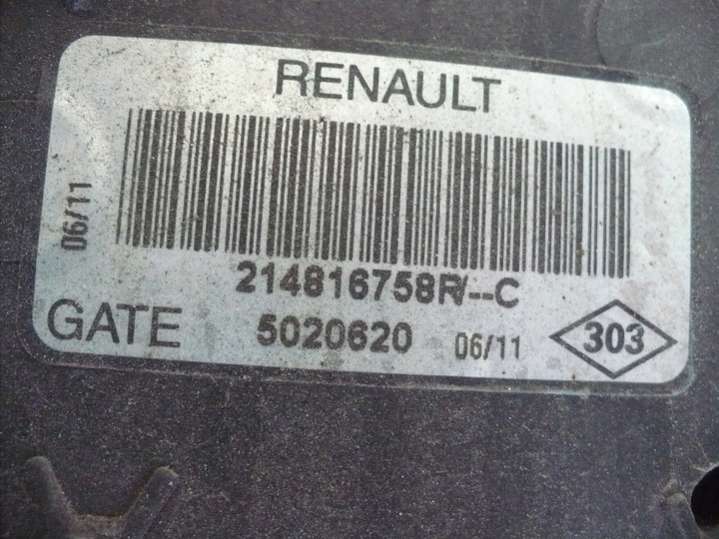 RENAULT
06/11
214816758R/--C
GATE 5020620 06/11 303